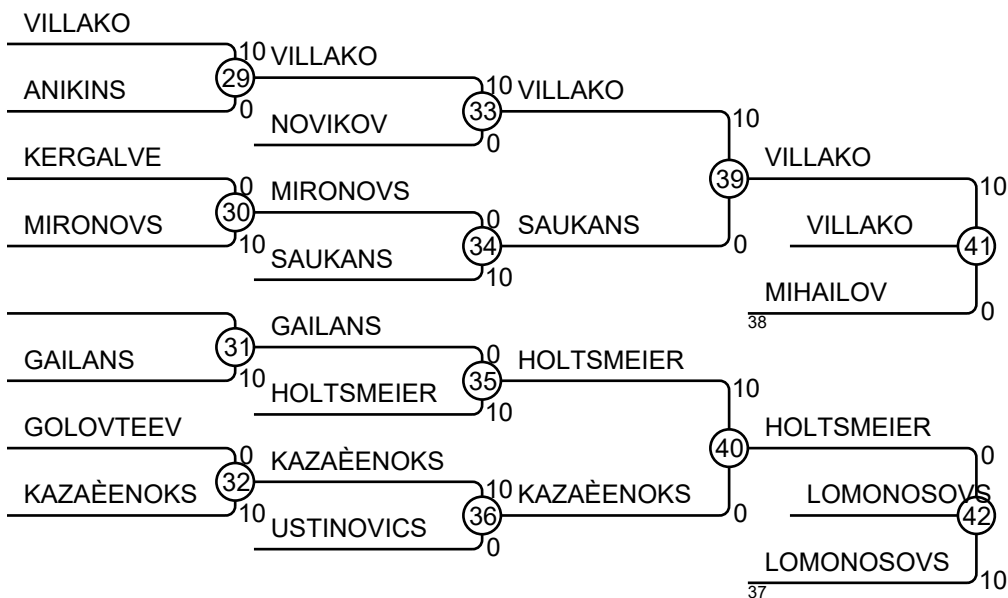 VILLAKO
10
VILLAKO
29
10
VILLAKO
ANIKINS
0
NOVIKOV
33
0
10
KERGALVE
0
MIRONOVS
30
0
39
VILLAKO
10
MIRONOVS
10
SAUKANS
34
10
SAUKANS
0
VILLAKO
41
MIHAILOV
38
0
GAILANS
31
0
HOLTSMEIER
GAILANS
10
HOLTSMEIER
35
10
10
GOLOVTEEV
0
KAZAÈENOKS
32
10
40
HOLTSMEIER
0
KAZAÈENOKS
10
USTINOVICS
36
0
KAZAÈENOKS
0
LOMONOSOVS
42
LOMONOSOVS
37
10